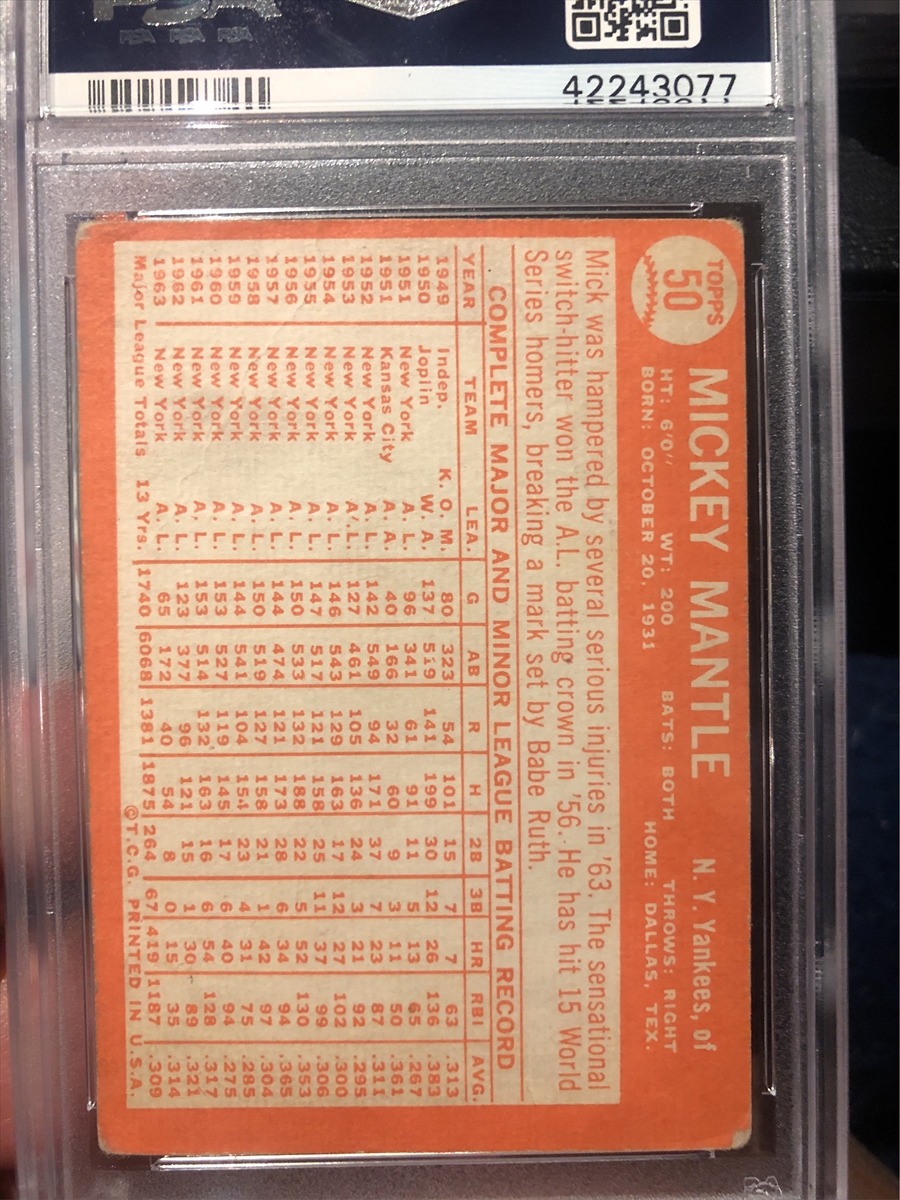 PSA
PSA PSA PSA
42243077
TOPPS
50
MICKEY MANTLE N. Y. Yankees, of
HT: 6'0" WT: 200 BATS: BOTH THROWS: RIGHT
BORN: OCTOBER 20, 1931 HOME: DALLAS, TEX.
Mick was hampered by several serious injuries in '63. The sensational
switch-hitter won the A.L. batting crown in '56. He has hit 15 World
Series homers, breaking a mark set by Babe Ruth.
COMPLETE MAJOR AND MINOR LEAGUE BATTING RECORD
YEAR TEAM LEA. G AB R H 2B 3B HR RBI AVG.
1949 Indep. K. O. M. 80 323 54 101 15 7 7 63 .313
1950 Joplin W. A. 137 519 141 199 30 12 26 136 .383
1951 New York A. L. 96 341 61 91 11 5 13 65 .267
1951 Kansas City A. A. 40 166 32 60 9 3 11 50 .361
1952 New York A. L. 142 549 94 171 37 7 23 87 .311
1953 New York A. L. 127 461 105 136 24 3 21 92 .295
1954 New York A. L. 146 543 129 163 17 12 27 102 .300
1955 New York A. L. 147 517 121 158 25 11 37 99 .306
1956 New York A. L. 150 533 132 188 22 5 52 130 .353
1957 New York A. L. 144 474 121 173 28 6 34 94 .365
1958 New York A. L. 150 519 127 158 21 1 42 97 .304
1959 New York A. L. 144 541 104 154 23 4 31 75 .285
1960 New York A. L. 153 527 119 145 17 6 40 94 .275
1961 New York A. L. 153 514 132 163 16 6 54 128 .317
1962 New York A. L. 123 377 96 121 15 1 30 89 .321
1963 New York A. L. 65 172 40 54 8 0 15 35 .314
Major League Totals 13 Yrs. 1740 6068 1381 1875 264 67 419 1187 .309
©T.C.G. PRINTED IN U.S.A.